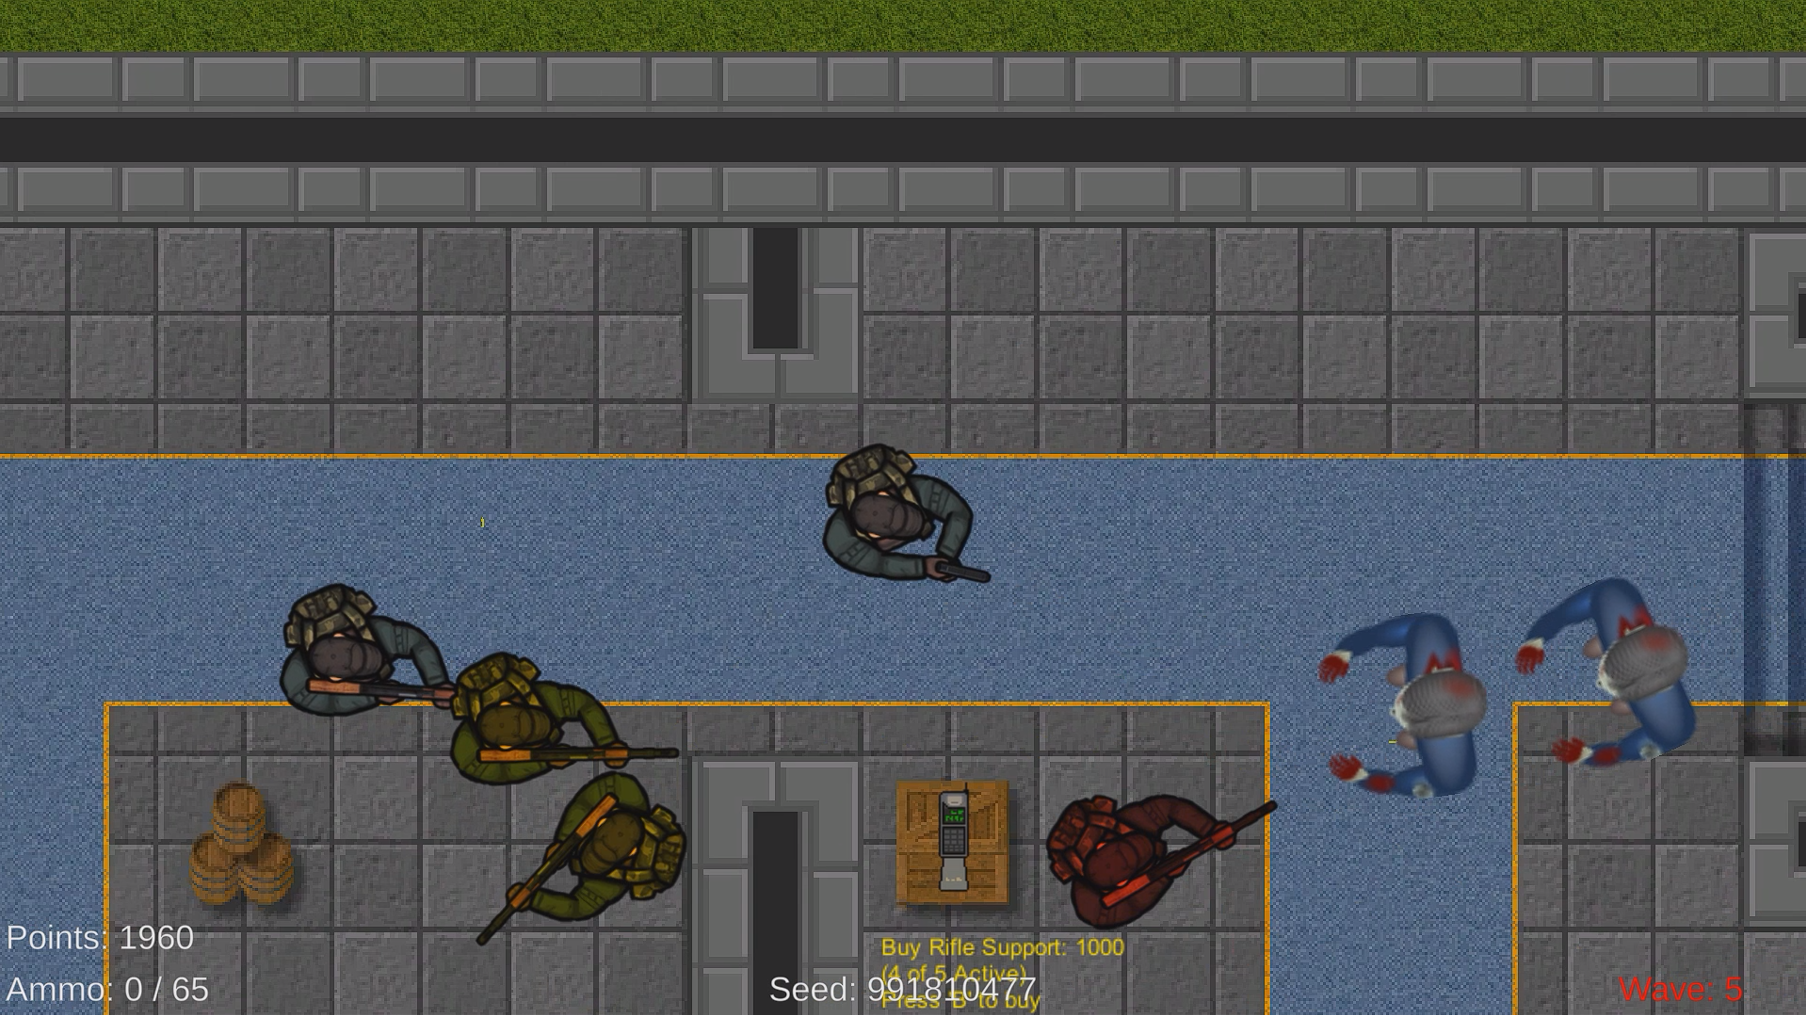 Points: 1960
Buy Rifle Support: 1000
(4 of 5 Active)
Ammo: 0 / 65
Seed: 991810477
Press 'B' to buy
Wave: 5